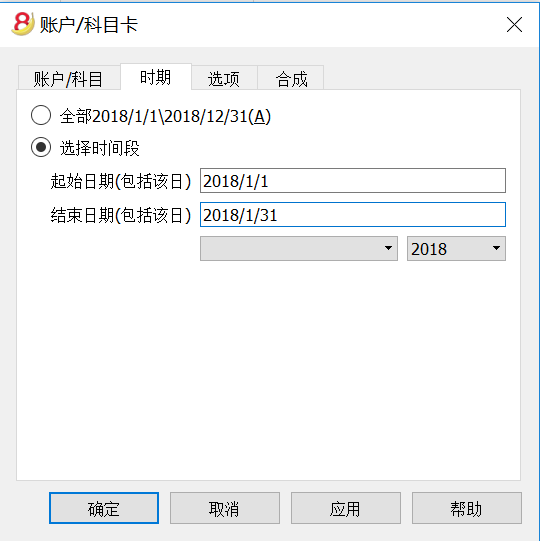 账户/科目卡
账户/科目 时期 选项 合成
全部2018/1/1\2018/12/31(A)
选择时间段
起始日期(包括该日) 2018/1/1
结束日期(包括该日) 2018/1/31
2018
确定 取消 应用 帮助